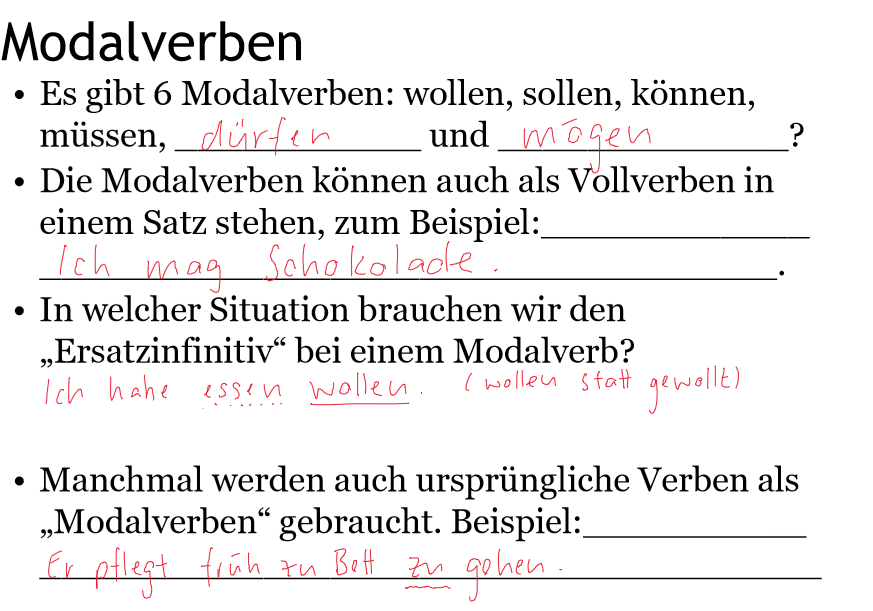 Modalverben
• Es gibt 6 Modalverben: wollen, sollen, können,
müssen, dürfen und mögen?
• Die Modalverben können auch als Vollverben in
einem Satz stehen, zum Beispiel:
Ich mag Schokolade.
• In welcher Situation brauchen wir den
„Ersatzinfinitiv“ bei einem Modalverb?
Ich habe essen wollen. (wollen statt gewollt)
• Manchmal werden auch ursprüngliche Verben als
„Modalverben“ gebraucht. Beispiel:
Er pflegt früh zu Bett zu gehen.